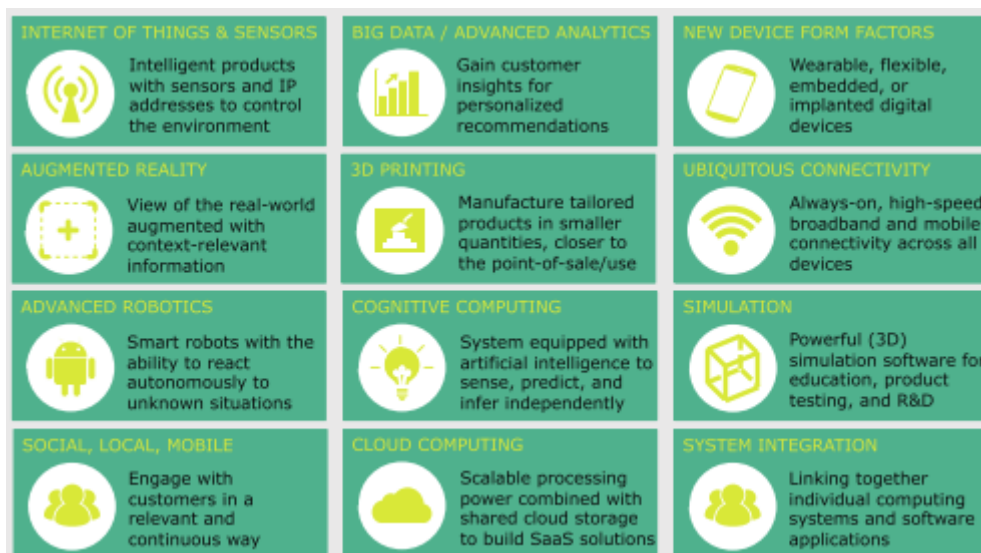 INTERNET OF THINGS & SENSORS
Intelligent products
with sensors and IP
addresses to control
the environment
BIG DATA / ADVANCED ANALYTICS
Gain customer
insights for
personalized
recommendations
NEW DEVICE FORM FACTORS
Wearable, flexible,
embedded, or
implanted digital
devices
AUGMENTED REALITY
View of the real-world
augmented with
context-relevant
information
3D PRINTING
Manufacture tailored
products in smaller
quantities, closer to
the point-of-sale/use
UBIQUITOUS CONNECTIVITY
Always-on, high-speed
broadband and mobile
connectivity across all
devices
ADVANCED ROBOTICS
Smart robots with the
ability to react
autonomously to
unknown situations
COGNITIVE COMPUTING
System equipped with
artificial intelligence to
sense, predict, and
infer independently
SIMULATION
Powerful (3D)
simulation software for
education, product
testing, and R&D
SOCIAL, LOCAL, MOBILE
Engage with
customers in a
relevant and
continuous way
CLOUD COMPUTING
Scalable processing
power combined with
shared cloud storage
to build SaaS solutions
SYSTEM INTEGRATION
Linking together
individual computing
systems and software
applications